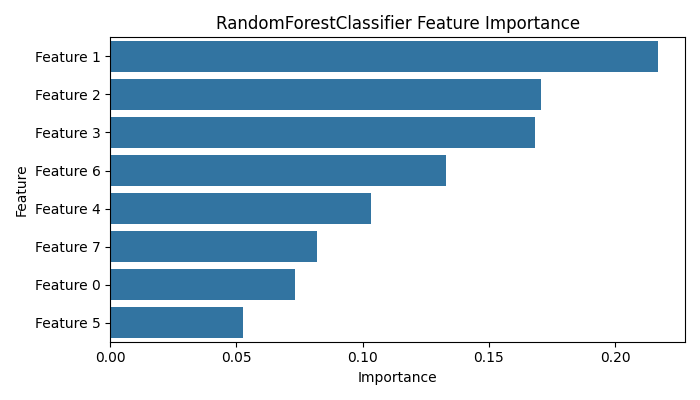 RandomForestClassifier Feature Importance
Feature 1
Feature 2
Feature 3
Feature 6
Feature 4
Feature 7
Feature 0
Feature 5
Feature
0.00 0.05 0.10 0.15 0.20
Importance